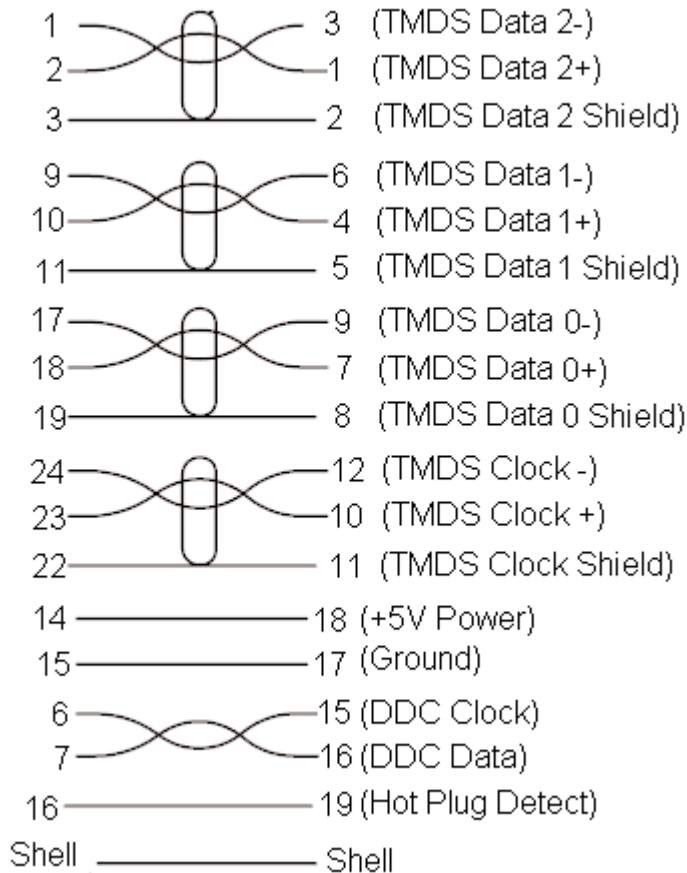 1 3 (TMDS Data 2-)
2 1 (TMDS Data 2+)
3 2 (TMDS Data 2 Shield)
9 6 (TMDS Data 1-)
10 4 (TMDS Data 1+)
11 5 (TMDS Data 1 Shield)
17 9 (TMDS Data 0-)
18 7 (TMDS Data 0+)
19 8 (TMDS Data 0 Shield)
24 12 (TMDS Clock -)
23 10 (TMDS Clock +)
22 11 (TMDS Clock Shield)
14 18 (+5V Power)
15 17 (Ground)
6 15 (DDC Clock)
7 16 (DDC Data)
16 19 (Hot Plug Detect)
Shell Shell